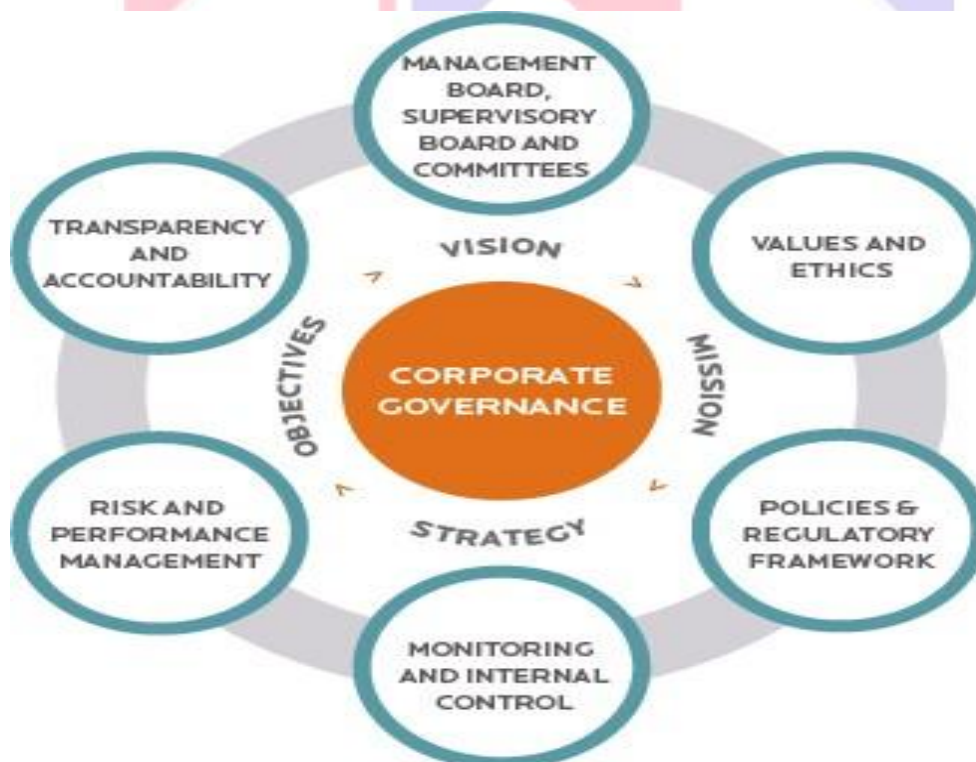 MANAGEMENT
BOARD,
SUPERVISORY
BOARD AND
COMMITTEES
TRANSPARENCY
AND
ACCOUNTABILITY
VISION
VALUES AND
ETHICS
OBJECTIVES
CORPORATE
GOVERNANCE
MISSION
RISK AND
PERFORMANCE
MANAGEMENT
STRATEGY
POLICIES &
REGULATORY
FRAMEWORK
MONITORING
AND INTERNAL
CONTROL